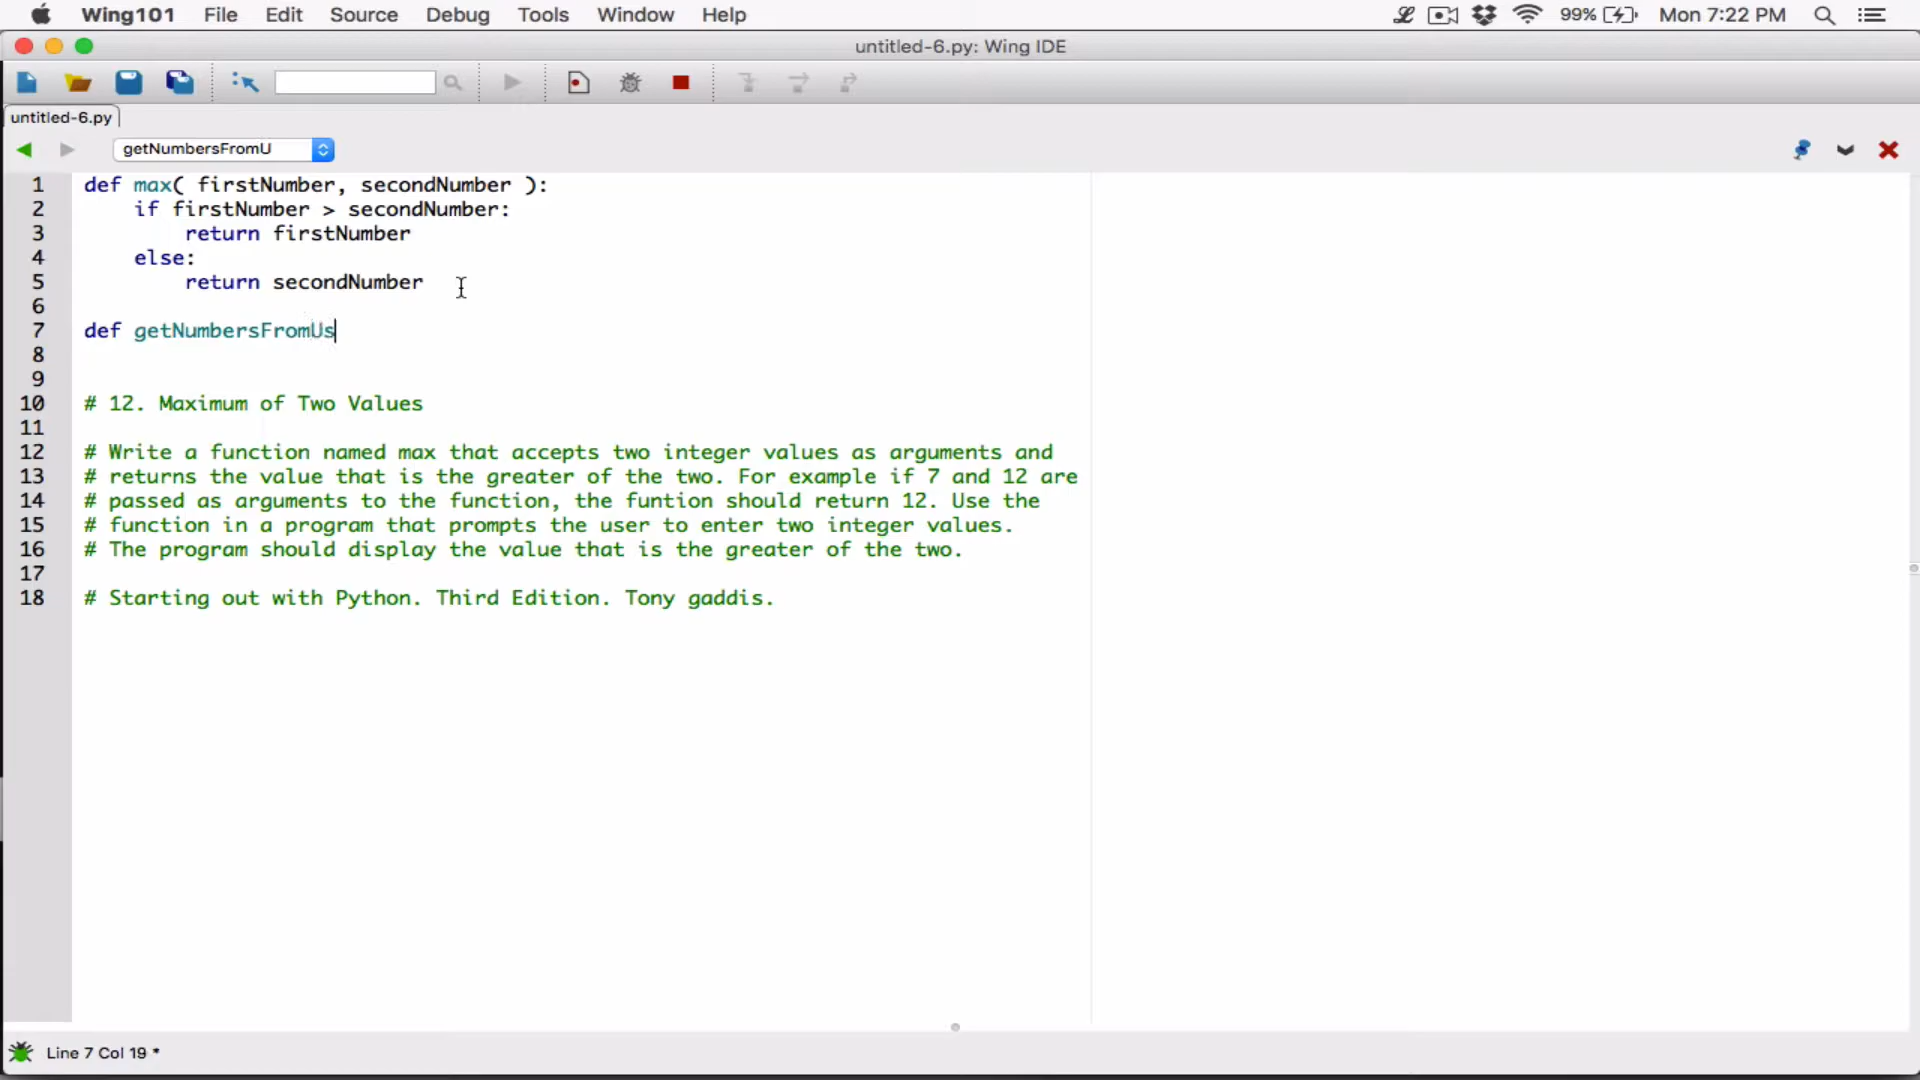 Wing101 File Edit Source Debug Tools Window Help 99% Mon 7:22 PM
untitled-6.py: Wing IDE
untitled-6.py
getNumbersFromU
1 def max( firstNumber, secondNumber ):
2 if firstNumber > secondNumber:
3 return firstNumber
4 else:
5 return secondNumber
6
7 def getNumbersFromUs
8
9
10 # 12. Maximum of Two Values
11
12 # Write a function named max that accepts two integer values as arguments and
13 # returns the value that is the greater of the two. For example if 7 and 12 are
14 # passed as arguments to the function, the funtion should return 12. Use the
15 # function in a program that prompts the user to enter two integer values.
16 # The program should display the value that is the greater of the two.
17
18 # Starting out with Python. Third Edition. Tony gaddis.
Line 7 Col 19 *